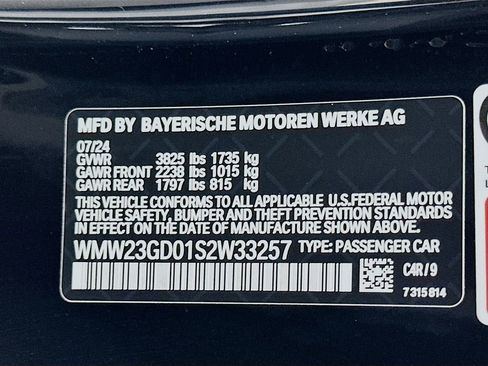 MFD BY BAYERISCHE MOTOREN WERKE AG
07/24
GVWR 3825 lbs 1735 kg
GAWR FRONT 2238 lbs 1015 kg
GAWR REAR 1797 lbs 815 kg
THIS VEHICLE CONFORMS TO ALL APPLICABLE U.S.FEDERAL MOTOR
VEHICLE SAFETY, BUMPER AND THEFT PREVENTION STANDARDS
IN EFFECT ON THE DATE OF MANUFACTURE SHOWN ABOVE.
WMW23GD01S2W33257 TYPE: PASSENGER CAR
C4R/9
7315814